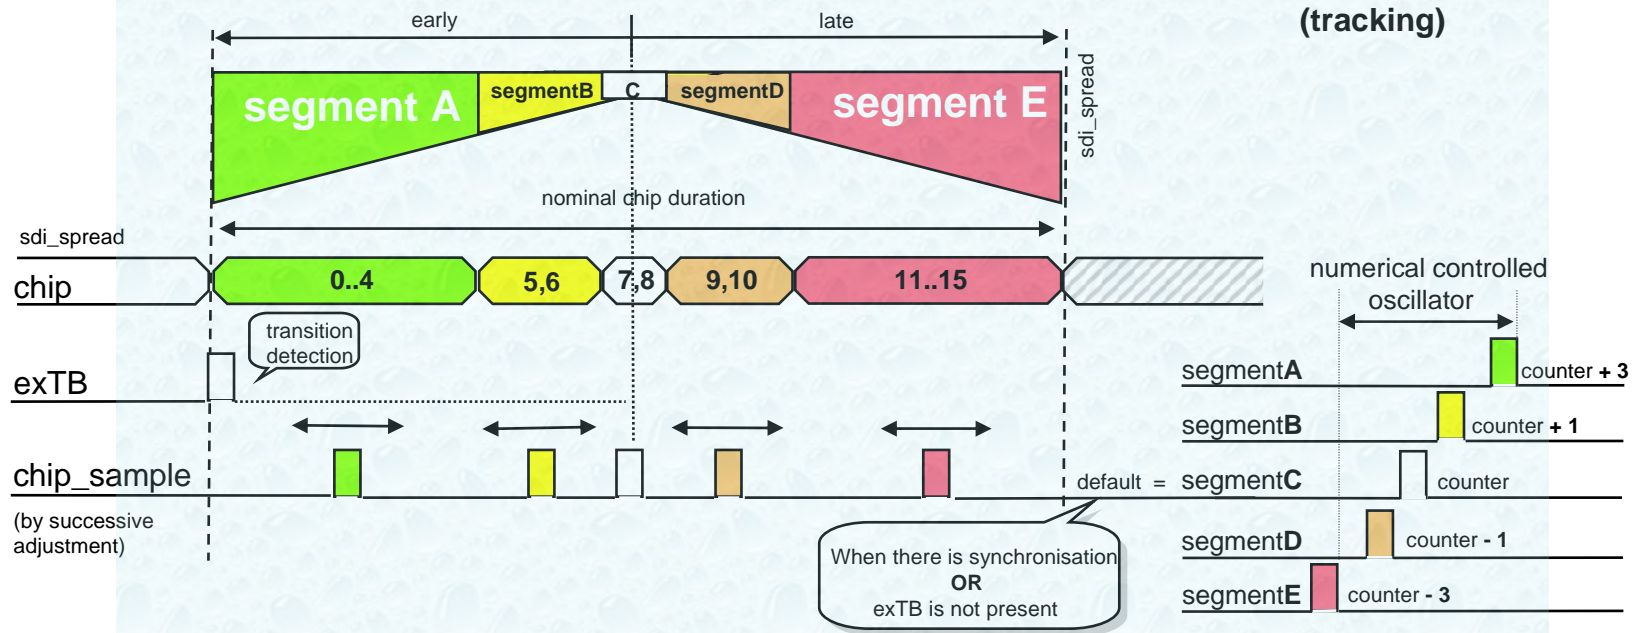 early
late
(tracking)
segment A
segmentB
C
segmentD
segment E
sdi_spread
nominal chip duration
sdi_spread
chip
0..4
5,6
7,8
9,10
11..15
numerical controlled
oscillator
transition
detection
exTB
segmentA
counter + 3
segmentB
counter + 1
chip_sample
default =
segmentC
counter
(by successive
adjustment)
When there is synchronisation
OR
exTB is not present
segmentD
counter - 1
segmentE
counter - 3